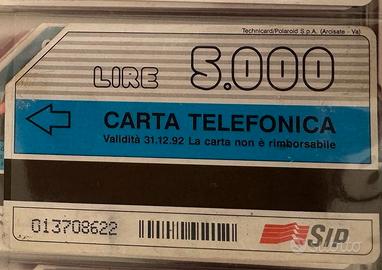 Technicard/Polaroid S.p.A. (Arcisate - Va)
LIRE 5.000
CARTA TELEFONICA
Validità 31.12.92 La carta non è rimborsabile
013708622
SIP
subito